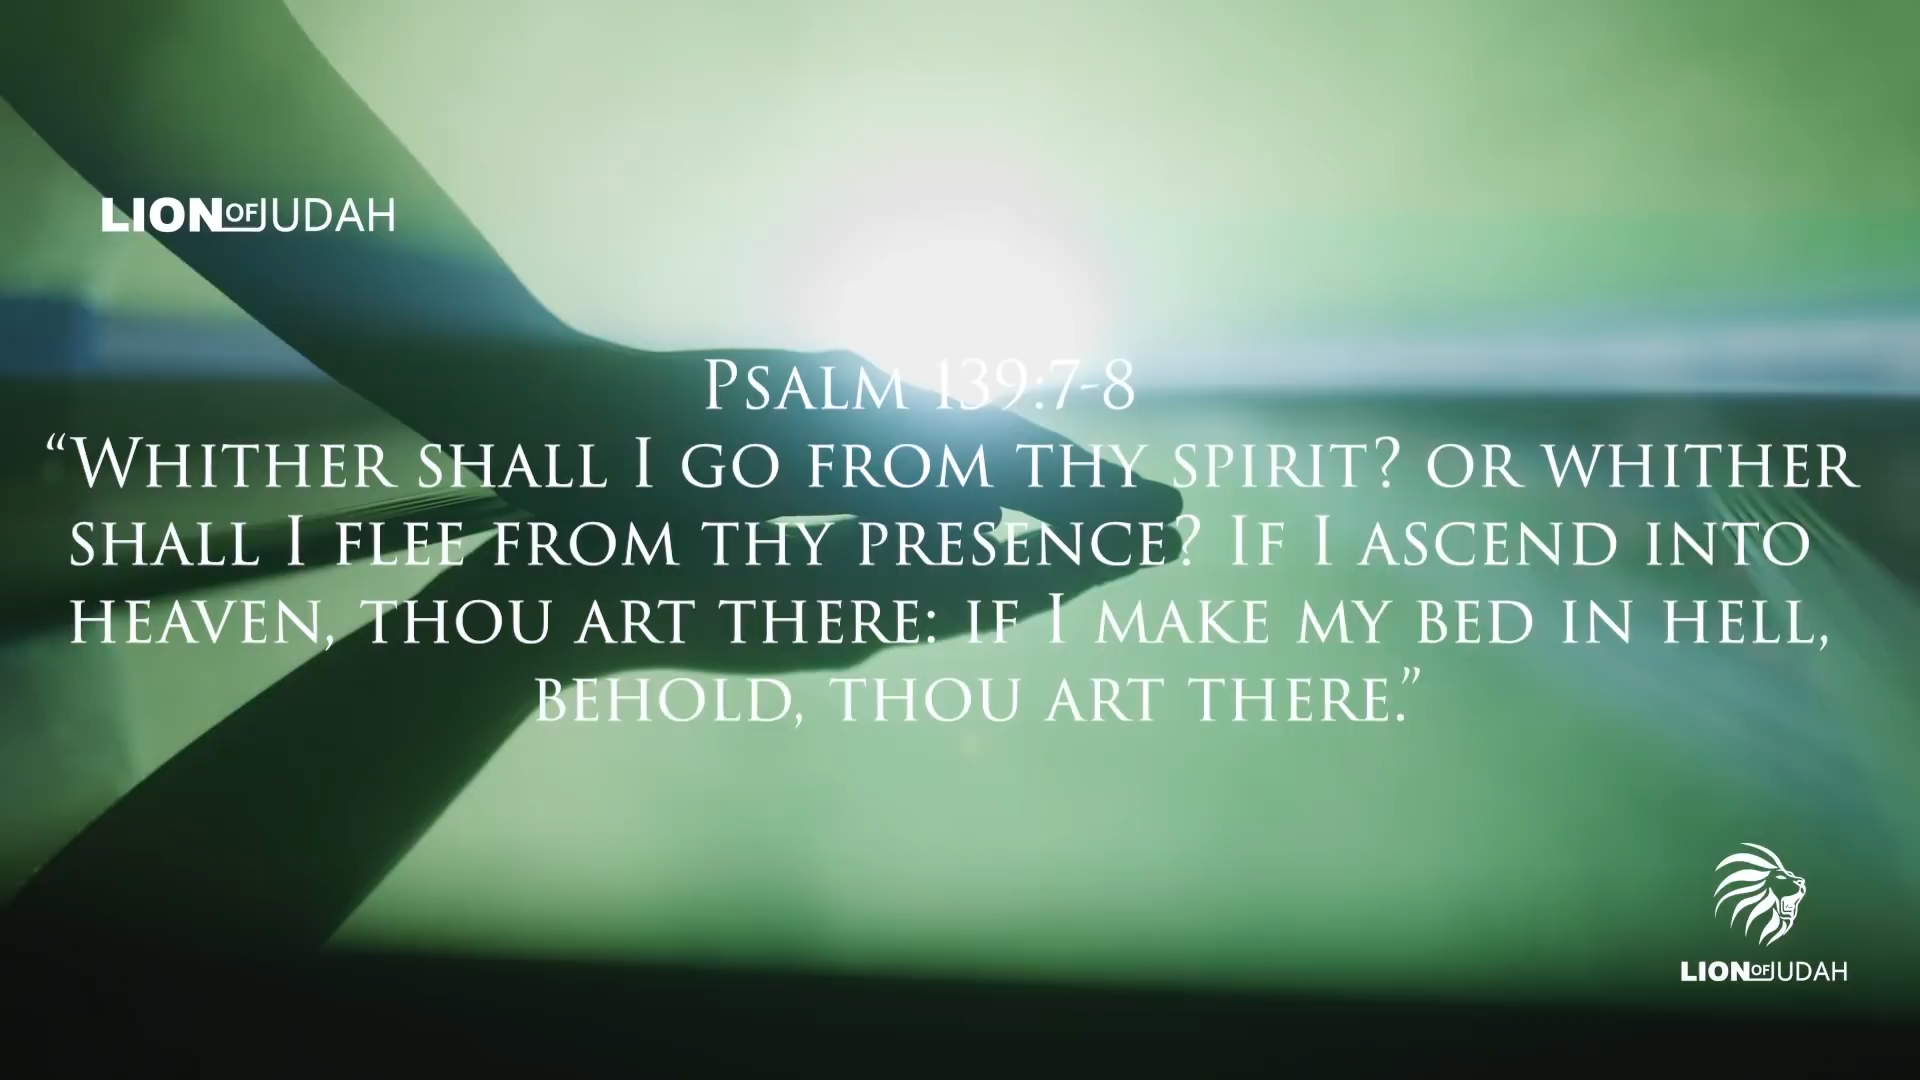 LION OF JUDAH
Psalm 139:7-8
“Whither shall I go from thy spirit? or whither
shall I flee from thy presence? If I ascend into
heaven, thou art there: if I make my bed in hell,
behold, thou art there.”
LION OF JUDAH